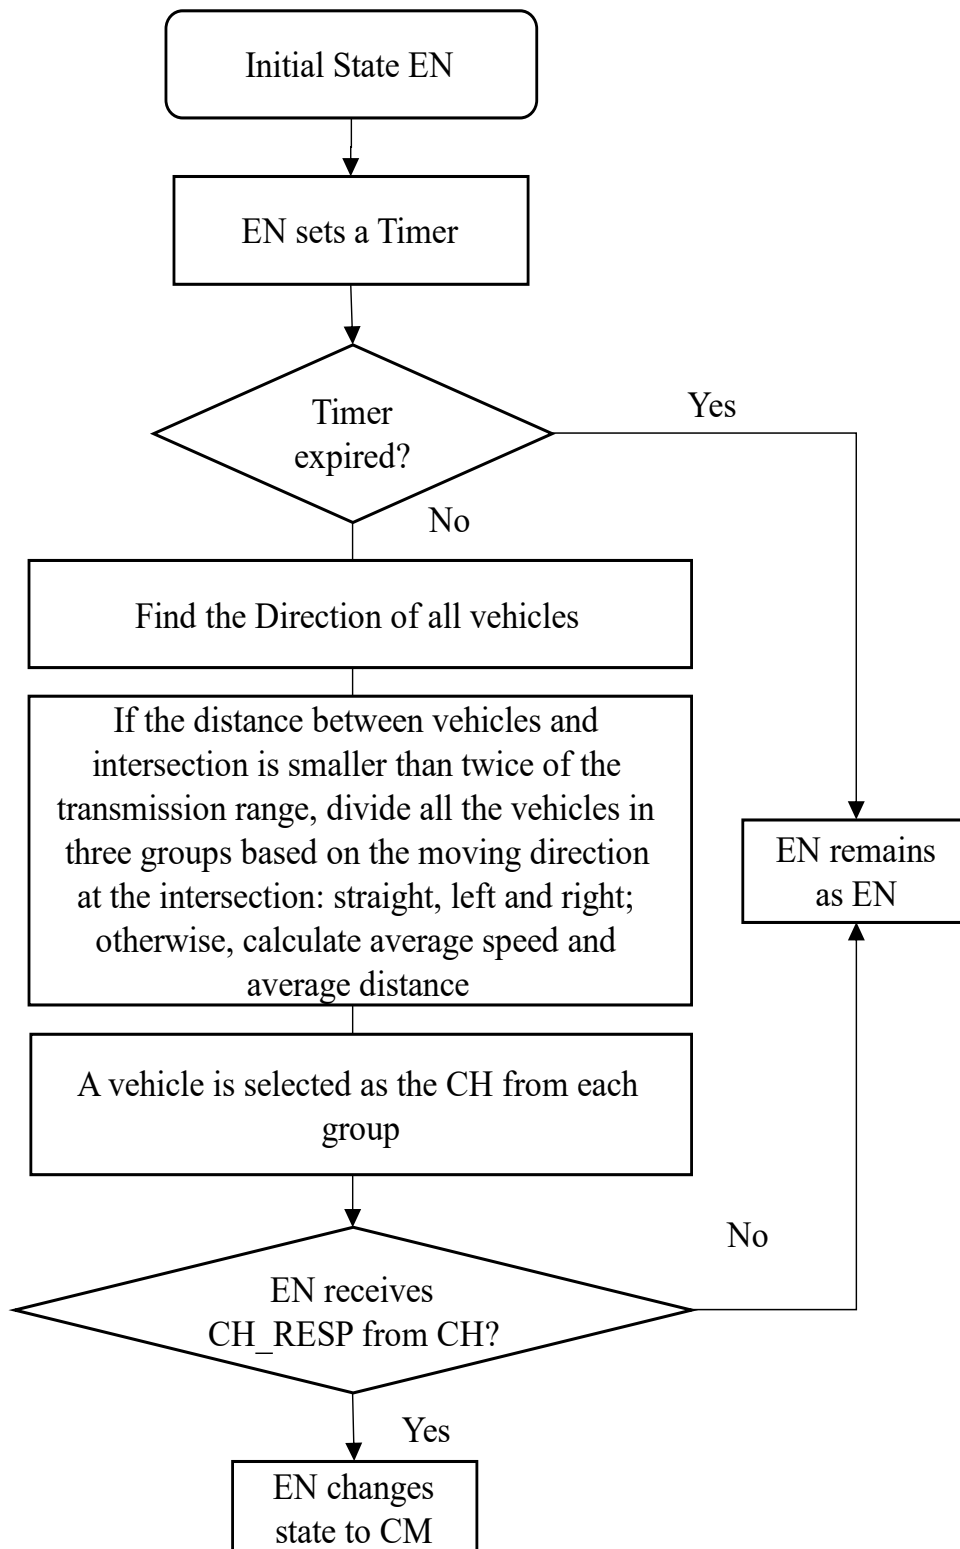 Initial State EN
EN sets a Timer
Timer
expired?
Yes
No
Find the Direction of all vehicles
If the distance between vehicles and
intersection is smaller than twice of the
transmission range, divide all the vehicles in
three groups based on the moving direction
at the intersection: straight, left and right;
otherwise, calculate average speed and
average distance
EN remains
as EN
A vehicle is selected as the CH from each
group
No
EN receives
CH_RESP from CH?
Yes
EN changes
state to CM